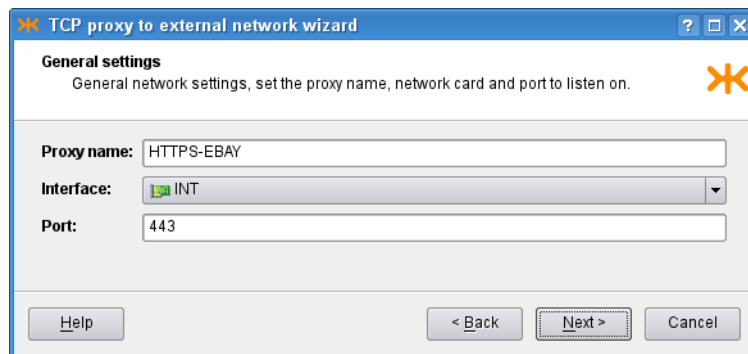 TCP proxy to external network wizard
General settings
General network settings, set the proxy name, network card and port to listen on.
Proxy name: HTTPS-EBAY
Interface: INT
Port: 443
Help < Back Next > Cancel